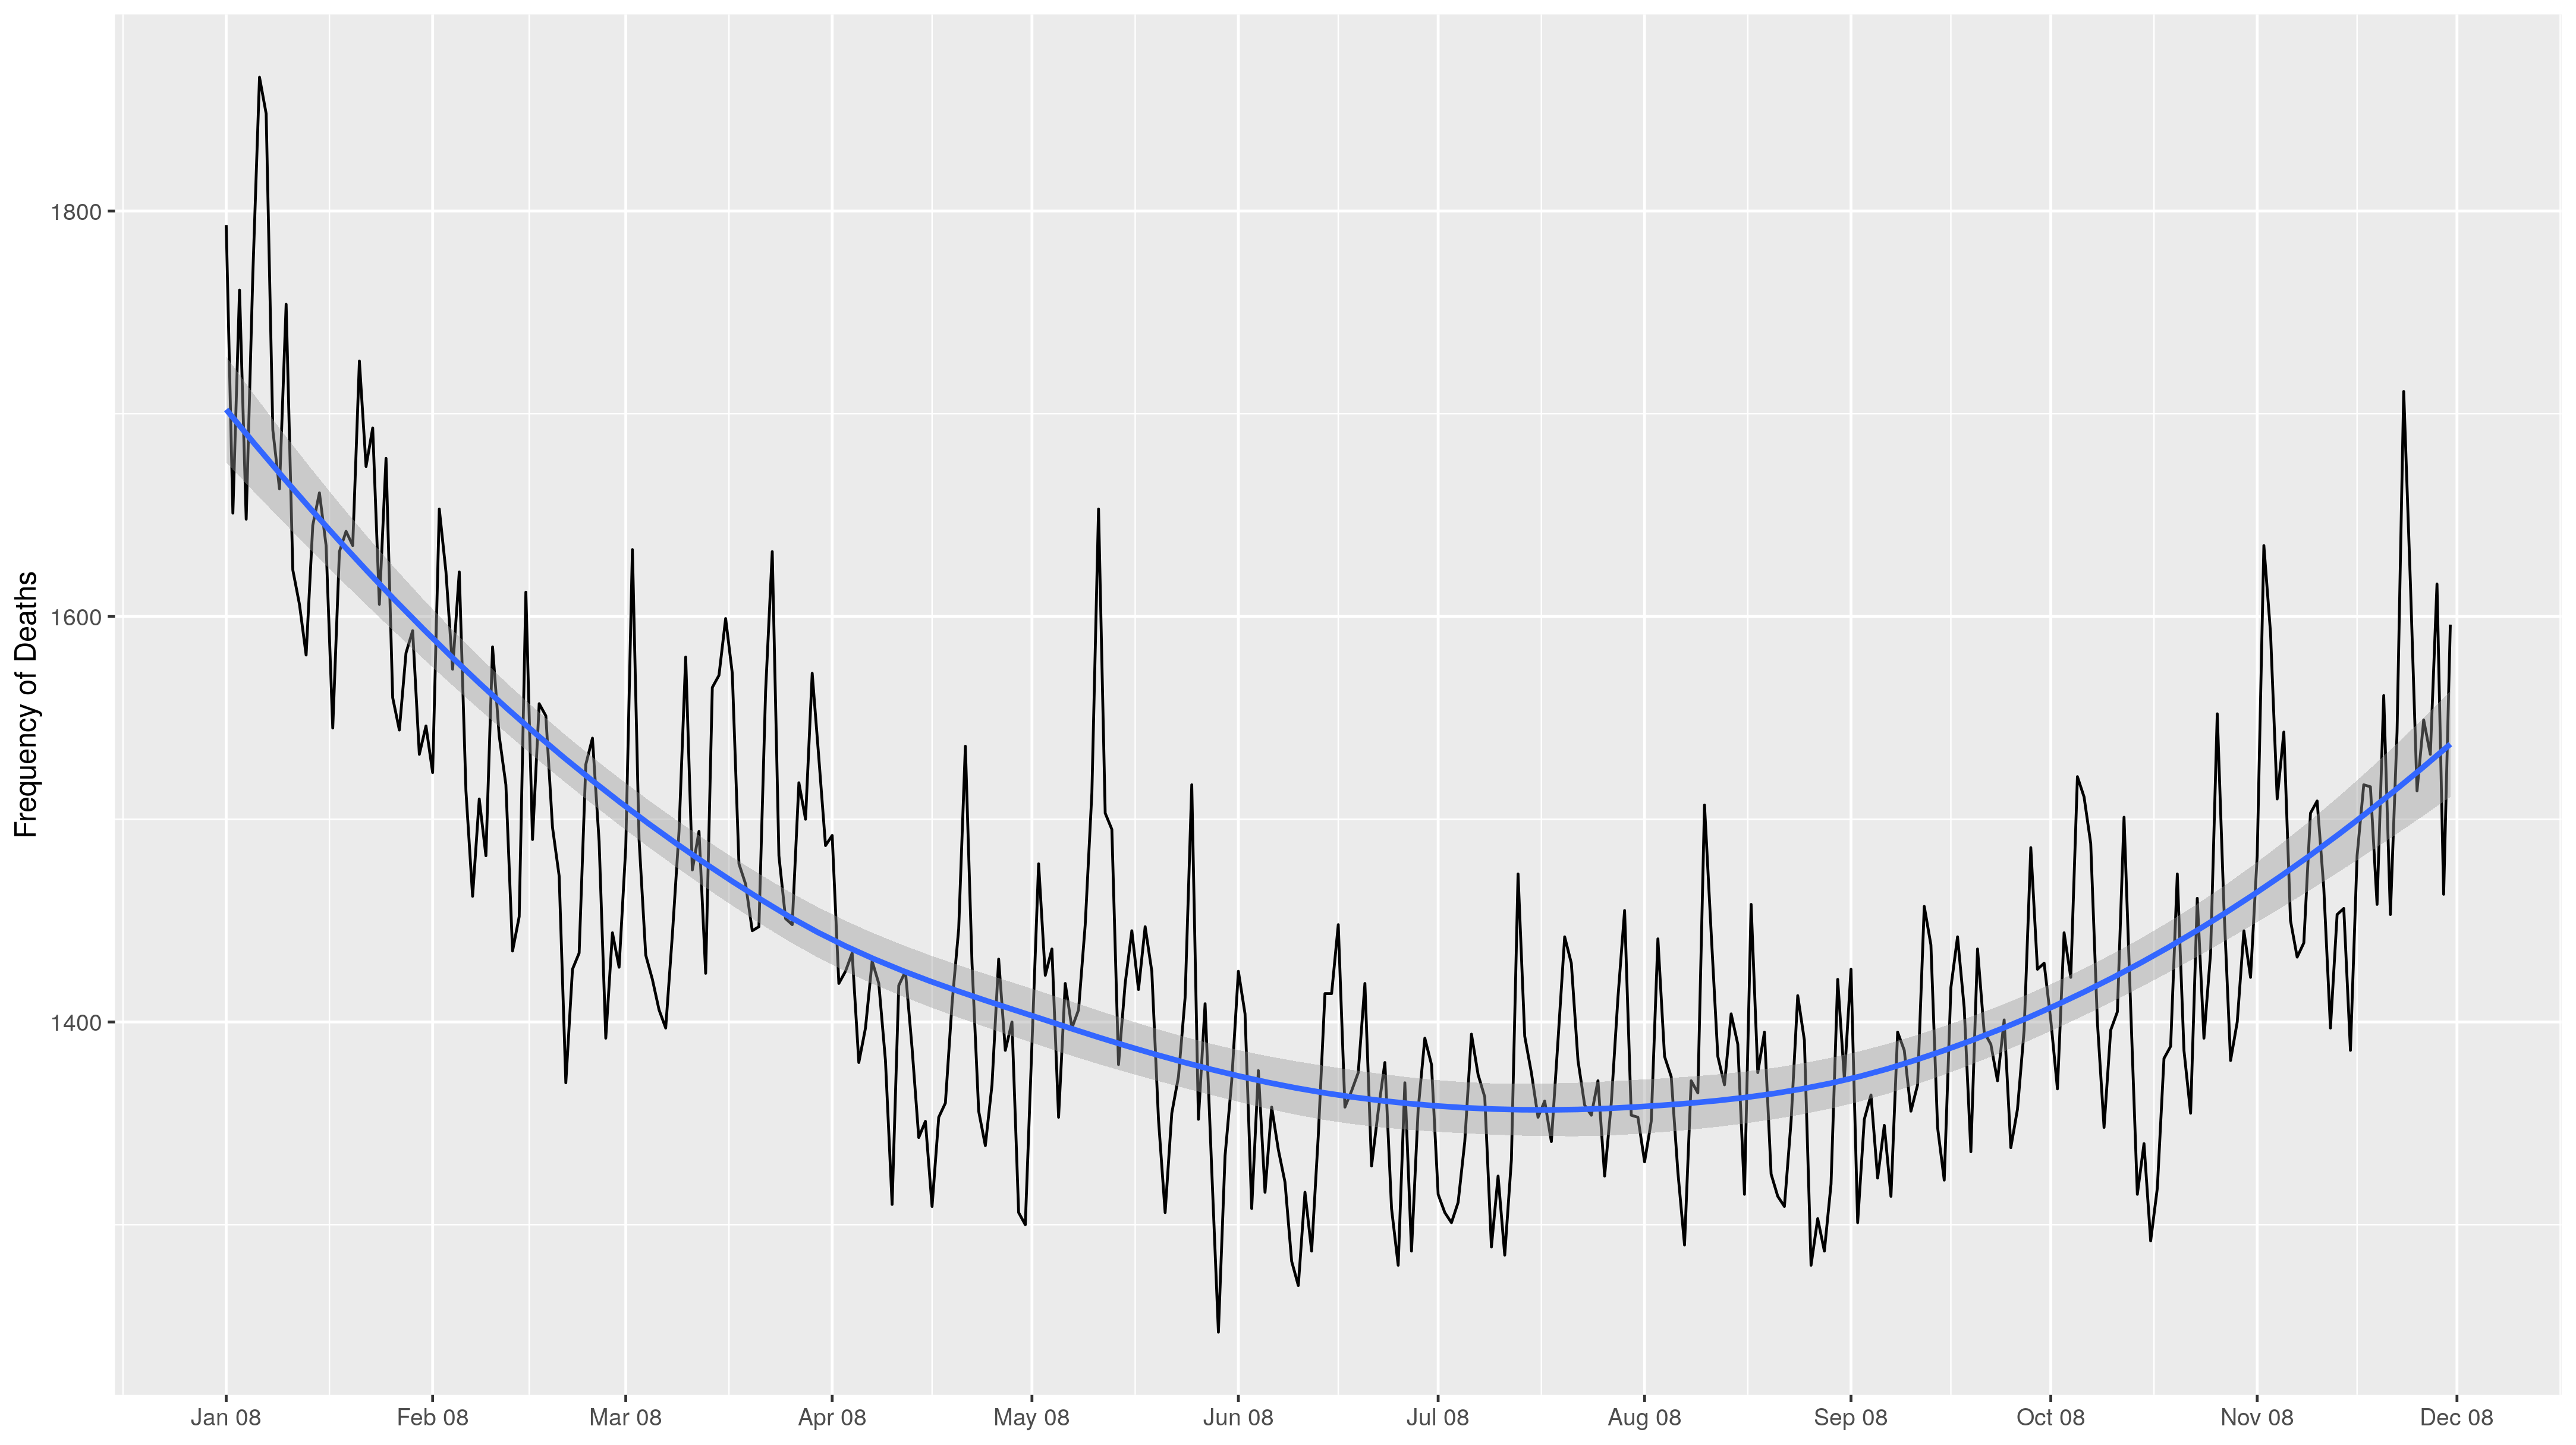 Frequency of Deaths
1800
1600
1400
Jan 08 Feb 08 Mar 08 Apr 08 May 08 Jun 08 Jul 08 Aug 08 Sep 08 Oct 08 Nov 08 Dec 08